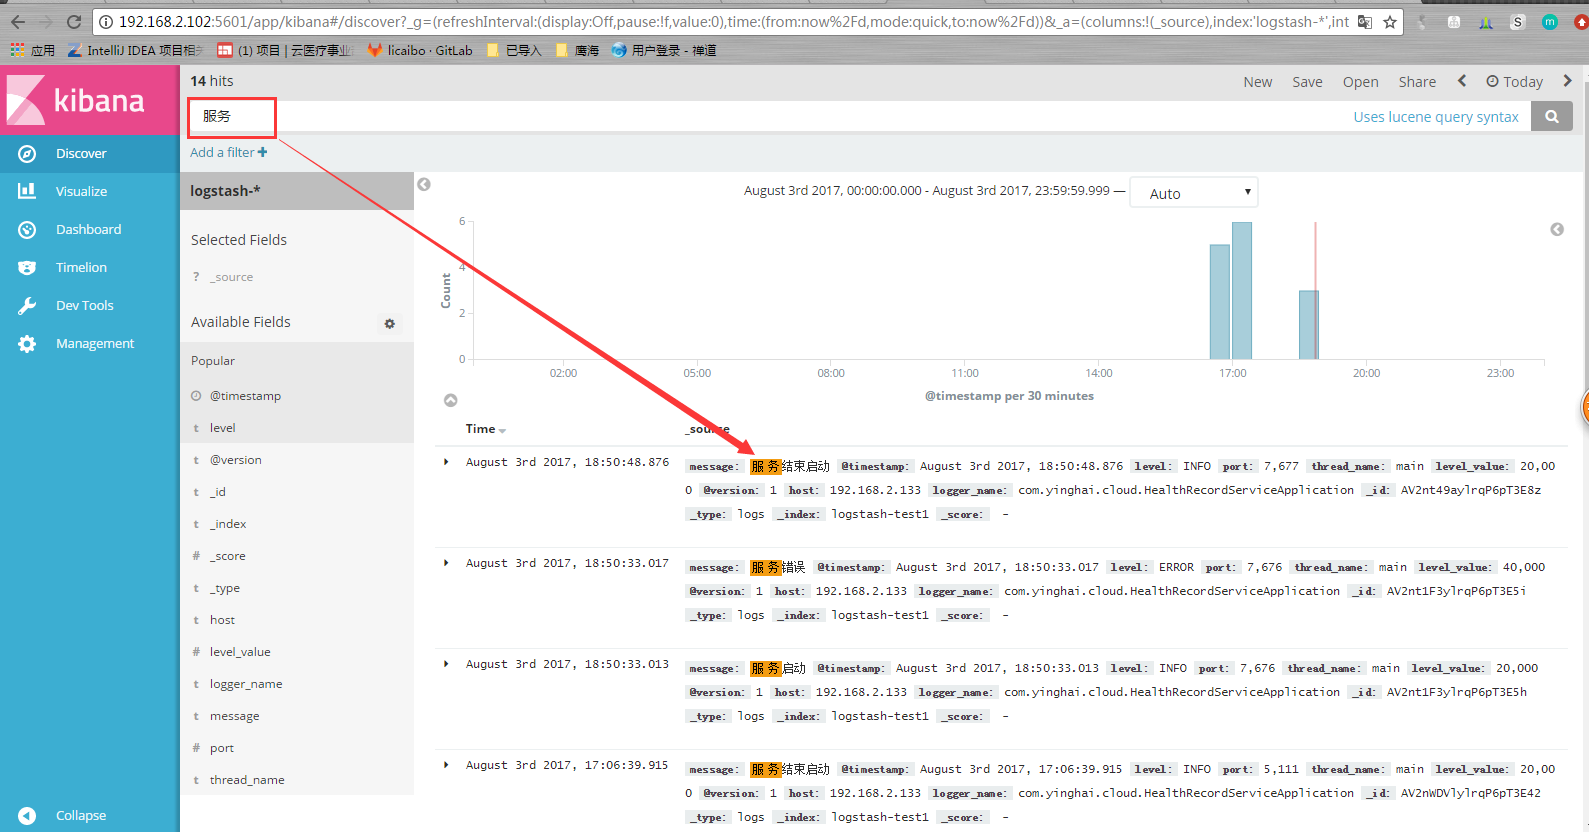 192.168.2.102:5601/app/kibana#/discover?_g=(refreshInterval:(display:Off,pause:!f,value:0),time:(from:now%2Fd,mode:quick,to:now%2Fd))&_a=(columns:!(_source),index:'logstash-*',int
应用 IntelliJ IDEA 项目相 (1) 项目 | 云医疗事业 licaibo · GitLab 已导入 鹰海 用户登录 - 禅道
kibana
Discover
Visualize
Dashboard
Timelion
Dev Tools
Management
Collapse
14 hits
New Save Open Share Today
服务
Uses lucene query syntax
Add a filter +
logstash-*
Selected Fields
? _source
Available Fields
Popular
@timestamp
t level
t @version
t _id
t _index
# _score
t _type
t host
# level_value
t logger_name
t message
# port
t thread_name
August 3rd 2017, 00:00:00.000 - August 3rd 2017, 23:59:59.999 — Auto
Count
6
4
2
0
02:00 05:00 08:00 11:00 14:00 17:00 20:00 23:00
@timestamp per 30 minutes
Time _source
August 3rd 2017, 18:50:48.876 message: 服务结束启动 @timestamp: August 3rd 2017, 18:50:48.876 level: INFO port: 7,677 thread_name: main level_value: 20,00
0 @version: 1 host: 192.168.2.133 logger_name: com.yinghai.cloud.HealthRecordServiceApplication _id: AV2nt49aylrqP6pT3E8z
_type: logs _index: logstash-test1 _score: -
August 3rd 2017, 18:50:33.017 message: 服务错误 @timestamp: August 3rd 2017, 18:50:33.017 level: ERROR port: 7,676 thread_name: main level_value: 40,000
@version: 1 host: 192.168.2.133 logger_name: com.yinghai.cloud.HealthRecordServiceApplication _id: AV2nt1F3ylrqP6pT3E5i
_type: logs _index: logstash-test1 _score: -
August 3rd 2017, 18:50:33.013 message: 服务启动 @timestamp: August 3rd 2017, 18:50:33.013 level: INFO port: 7,676 thread_name: main level_value: 20,000
@version: 1 host: 192.168.2.133 logger_name: com.yinghai.cloud.HealthRecordServiceApplication _id: AV2nt1F3ylrqP6pT3E5h
_type: logs _index: logstash-test1 _score: -
August 3rd 2017, 17:06:39.915 message: 服务结束启动 @timestamp: August 3rd 2017, 17:06:39.915 level: INFO port: 5,111 thread_name: main level_value: 20,00
0 @version: 1 host: 192.168.2.133 logger_name: com.yinghai.cloud.HealthRecordServiceApplication _id: AV2nWDVlylrqP6pT3E42
_type: logs _index: logstash-test1 _score: -